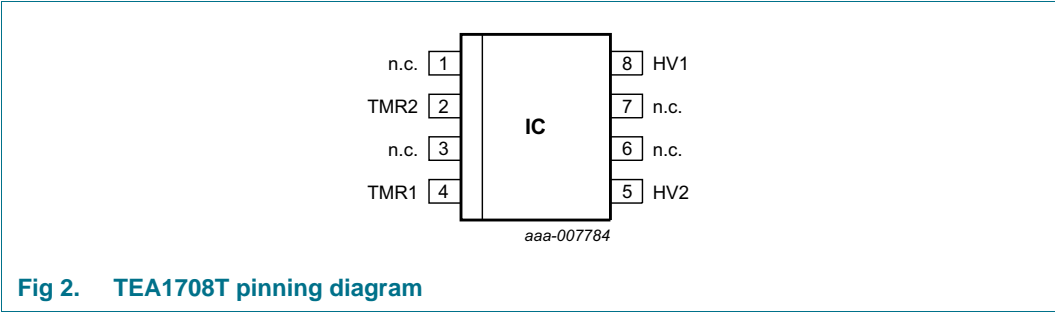 n.c. 1 8 HV1
TMR2 2 7 n.c.
IC
n.c. 3 6 n.c.
TMR1 4 5 HV2
aaa-007784
Fig 2. TEA1708T pinning diagram